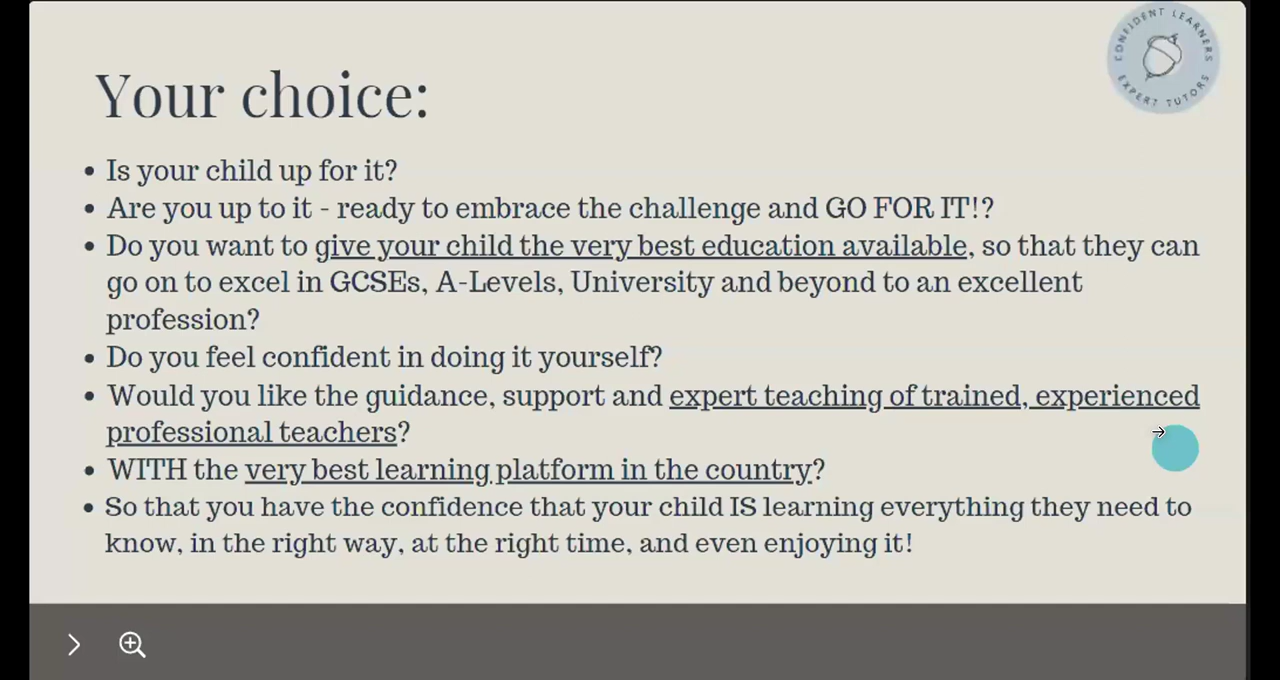 CONFIDENT LEARNERS
EXPERT TUTORS
Your choice:
• Is your child up for it?
• Are you up to it - ready to embrace the challenge and GO FOR IT!?
• Do you want to give your child the very best education available, so that they can
go on to excel in GCSEs, A-Levels, University and beyond to an excellent
profession?
• Do you feel confident in doing it yourself?
• Would you like the guidance, support and expert teaching of trained, experienced
professional teachers?
• WITH the very best learning platform in the country?
• So that you have the confidence that your child IS learning everything they need to
know, in the right way, at the right time, and even enjoying it!